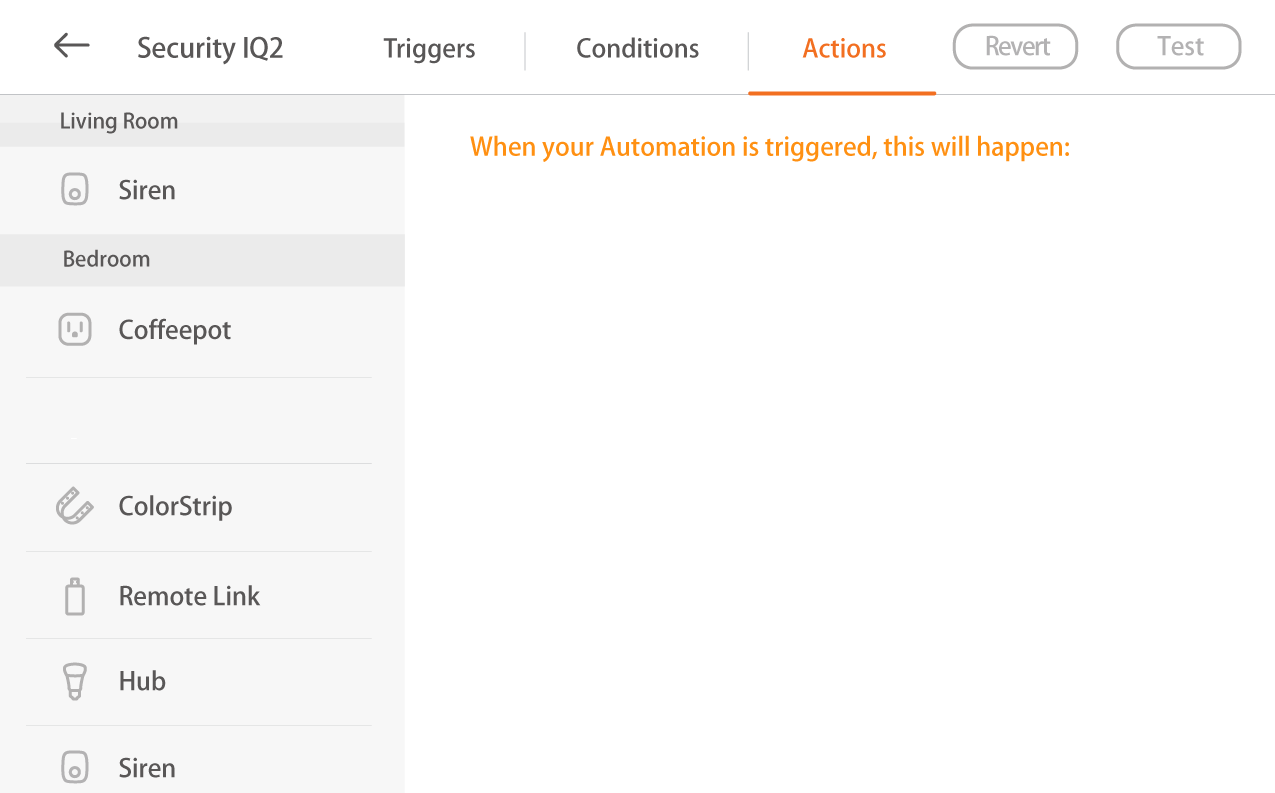 Security IQ2
Triggers
Conditions
Actions
Revert
Test
Living Room
Siren
Bedroom
Coffeepot
ColorStrip
Remote Link
Hub
Siren
When your Automation is triggered, this will happen: